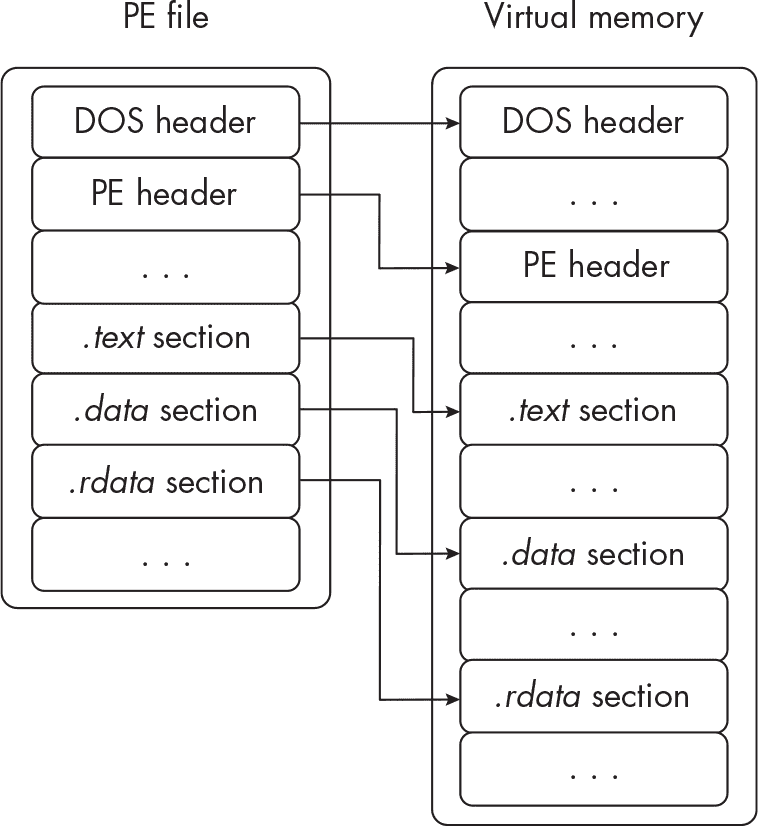 PE file
DOS header
PE header
. . .
.text section
.data section
.rdata section
. . .
Virtual memory
DOS header
. . .
PE header
. . .
.text section
. . .
.data section
. . .
.rdata section
. . .